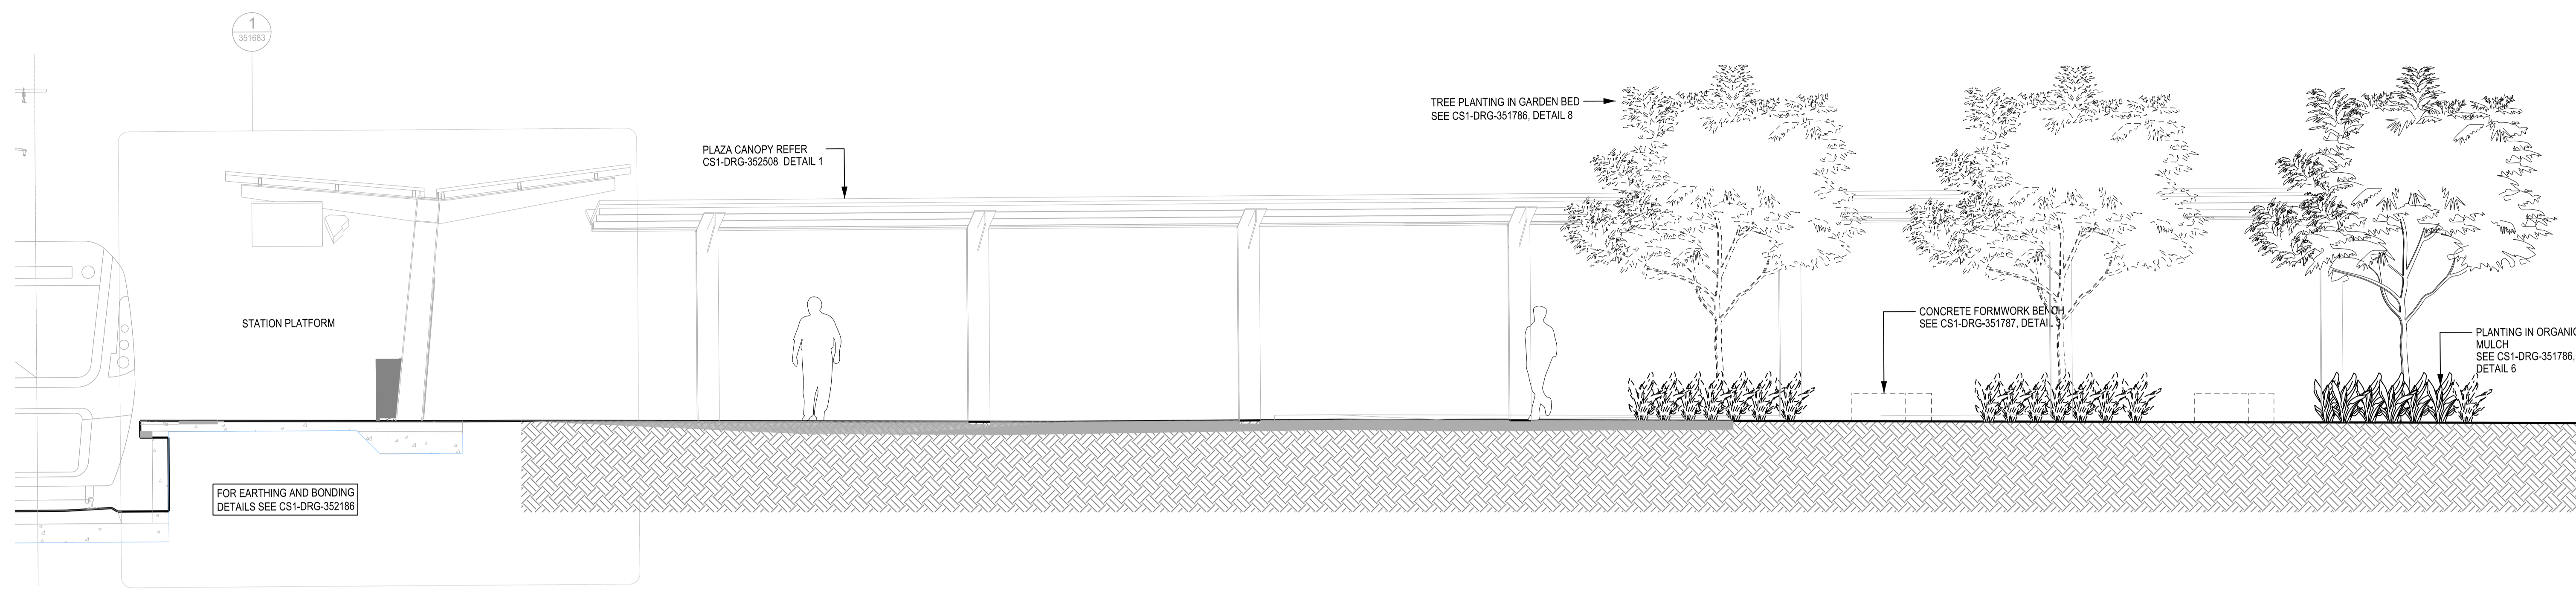 1
351683
TREE PLANTING IN GARDEN BED
SEE CS1-DRG-351786, DETAIL 8
PLAZA CANOPY REFER
CS1-DRG-352508 DETAIL 1
STATION PLATFORM
CONCRETE FORMWORK BENCH
SEE CS1-DRG-351787, DETAIL
PLANTING IN ORGANIC
MULCH
SEE CS1-DRG-351786,
DETAIL 6
FOR EARTHING AND BONDING
DETAILS SEE CS1-DRG-352186